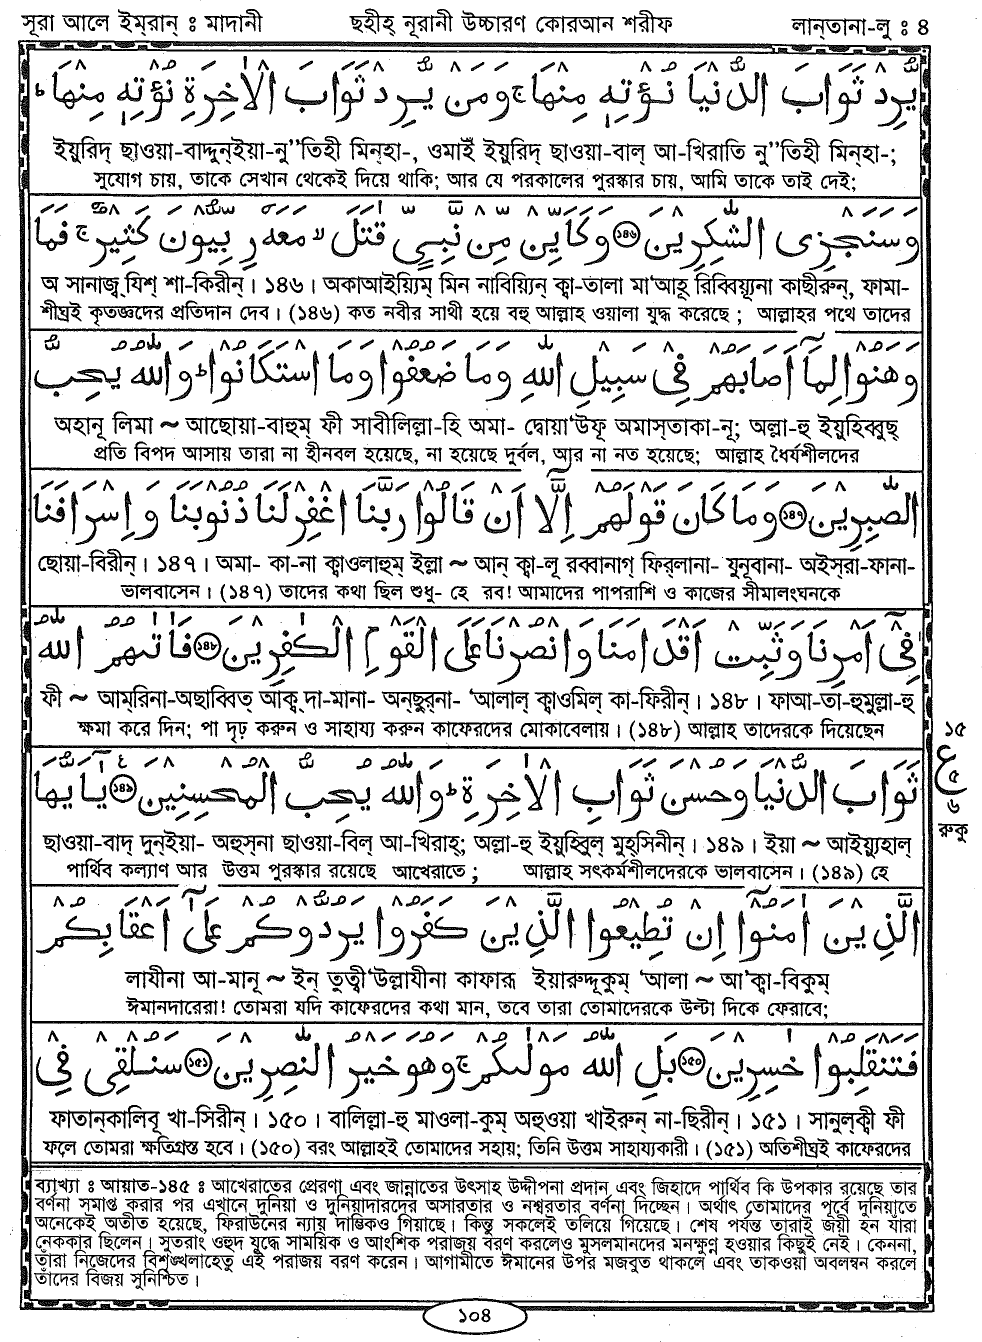 সূরা আলে ইমরান : মাদানী ছহীহ্ নূরানী উচ্চারণ কোরআন শরীফ লান্‌তানা-লু : ৪
يُّرِدْ ثَوَابَ الدُّنْيَا نُؤْتِهٖ مِنْهَا ج وَمَنْ يُّرِدْ ثَوَابَ الْاٰخِرَةِ نُؤْتِهٖ مِنْهَا ط
ইয়ুরিদ্ ছাওয়া-বাদ্দুন্‌ইয়া-নু''তিহী মিন্‌হা-, ওমাইঁ ইয়ুরিদ্ ছাওয়া-বাল্ আ-খিরাতি নু''তিহী মিন্‌হা-;
সুযোগ চায়, তাকে সেখান থেকেই দিয়ে থাকি; আর যে পরকালের পুরস্কার চায়, আমি তাকে তাই দেই;
وَسَنَجْزِى الشّٰكِرِيْنَ ۝١٤٦ وَكَاَيِّنْ مِّنْ نَّبِيٍّ قٰتَلَ لا مَعَهٗ رِبِّيُّوْنَ كَثِيْرٌ ج فَمَا
অ সানাজ্ব্‌ যিশ্ শা-কিরীন্। ১৪৬। অকাআইয়্যিম্ মিন নাবিয়্যিন্ ক্বা-তালা মা'আহূ রিব্বিয়্যূনা কাছীরুন্, ফামা-
শীঘ্রই কৃতজ্ঞদের প্রতিদান দেব। (১৪৬) কত নবীর সাথী হয়ে বহু আল্লাহ ওয়ালা যুদ্ধ করেছে ; আল্লাহর পথে তাদের
وَهَنُوْا لِمَآ اَصَابَهُمْ فِيْ سَبِيْلِ اللّٰهِ وَمَا ضَعُفُوْا وَمَا اسْتَكَانُوْا ط وَاللّٰهُ يُحِبُّ
অহানূ লিমা ~ আছোয়া-বাহুম্ ফী সাবীলিল্লা-হি অমা- দ্বোয়া'উফূ অমাস্‌তাকা-নূ; অল্লা-হু ইয়ুহিব্বুছ্
প্রতি বিপদ আসায় তারা না হীনবল হয়েছে, না হয়েছে দুর্বল, আর না নত হয়েছে; আল্লাহ ধৈর্যশীলদের
الصّٰبِرِيْنَ ۝١٤٧ وَمَا كَانَ قَوْلَهُمْ اِلَّآ اَنْ قَالُوْا رَبَّنَا اغْفِرْلَنَا ذُنُوْبَنَا وَاِسْرَافَنَا
ছোয়া-বিরীন্। ১৪৭। অমা- কা-না ক্বাওলাহুম্ ইল্লা ~ আন্ ক্বা-লূ রব্বানাগ্ ফির্‌লানা- যুনূবানা- অইস্‌রা-ফানা-
ভালবাসেন। (১৪৭) তাদের কথা ছিল শুধু- হে রব! আমাদের পাপরাশি ও কাজের সীমালংঘনকে
فِيْٓ اَمْرِنَا وَثَبِّتْ اَقْدَامَنَا وَانْصُرْنَا عَلَى الْقَوْمِ الْكٰفِرِيْنَ ۝١٤٨ فَاٰتٰىهُمُ اللّٰهُ
ফী ~ আম্‌রিনা-অছাব্বিত্ আক্ব্‌দা-মানা- অন্‌ছুর্‌না- 'আলাল্ ক্বাওমিল্ কা-ফিরীন্। ১৪৮। ফাআ-তা-হুমুল্লা-হু
ক্ষমা করে দিন; পা দৃঢ় করুন ও সাহায্য করুন কাফেরদের মোকাবেলায়। (১৪৮) আল্লাহ তাদেরকে দিয়েছেন
ثَوَابَ الدُّنْيَا وَحُسْنَ ثَوَابِ الْاٰخِرَةِ ط وَاللّٰهُ يُحِبُّ الْمُحْسِنِيْنَ ۝١٤٩ يٰٓاَيُّهَا
১৫
ع
৫
৬
রুকু
ছাওয়া-বাদ্ দুন্‌ইয়া- অহুস্‌না ছাওয়া-বিল্ আ-খিরাহ্; অল্লা-হু ইয়ুহিব্বুল্ মুহ্‌সিনীন্। ১৪৯। ইয়া ~ আইয়্যুহাল্
পার্থিব কল্যাণ আর উত্তম পুরস্কার রয়েছে আখেরাতে ; আল্লাহ সৎকর্মশীলদেরকে ভালবাসেন। (১৪৯) হে
الَّذِيْنَ اٰمَنُوْٓا اِنْ تُطِيْعُوا الَّذِيْنَ كَفَرُوْا يَرُدُّوْكُمْ عَلٰٓى اَعْقَابِكُمْ
লাযীনা আ-মানূ ~ ইন্ তুত্বী'উল্লাযীনা কাফারূ ইয়ারুদ্দূকুম্ 'আলা ~ আ'ক্বা-বিকুম্
ঈমানদারেরা! তোমরা যদি কাফেরদের কথা মান, তবে তারা তোমাদেরকে উল্টা দিকে ফেরাবে;
فَتَنْقَلِبُوْا خٰسِرِيْنَ ۝١٥٠ بَلِ اللّٰهُ مَوْلٰىكُمْ ج وَهُوَ خَيْرُ النّٰصِرِيْنَ ۝١٥١ سَنُلْقِيْ فِيْ
ফাতান্‌কালিবূ খা-সিরীন্। ১৫০। বালিল্লা-হু মাওলা-কুম্ অহুওয়া খাইরুন্ না-ছিরীন্। ১৫১। সানুল্‌ক্বী ফী
ফলে তোমরা ক্ষতিগ্রস্ত হবে। (১৫০) বরং আল্লাহই তোমাদের সহায়; তিনি উত্তম সাহায্যকারী। (১৫১) অতিশীঘ্রই কাফেরদের
ব্যাখ্যা : আয়াত-১৪৫ : আখেরাতের প্রেরণা এবং জান্নাতের উৎসাহ উদ্দীপনা প্রদান এবং জিহাদে পার্থিব কি উপকার রয়েছে তার
বর্ণনা সমাপ্ত করার পর এখানে দুনিয়া ও দুনিয়াদারদের অসারতার ও নশ্বরতার বর্ণনা দিচ্ছেন। অর্থাৎ তোমাদের পূর্বে দুনিয়াতে
অনেকেই অতীত হয়েছে, ফিরাউনের ন্যায় দাম্ভিকও গিয়াছে। কিন্তু সকলেই তলিয়ে গিয়েছে। শেষ পর্যন্ত তারাই জয়ী হন যারা
নেককার ছিলেন। সুতরাং ওহুদ যুদ্ধে সাময়িক ও আংশিক পরাজয় বরণ করলেও মুসলমানদের মনক্ষুণ্ণ হওয়ার কিছুই নেই। কেননা,
তাঁরা নিজেদের বিশৃঙ্খলাহেতু এই পরাজয় বরণ করেন। আগামীতে ঈমানের উপর মজবুত থাকলে এবং তাকওয়া অবলম্বন করলে
তাঁদের বিজয় সুনিশ্চিত।
১০৪